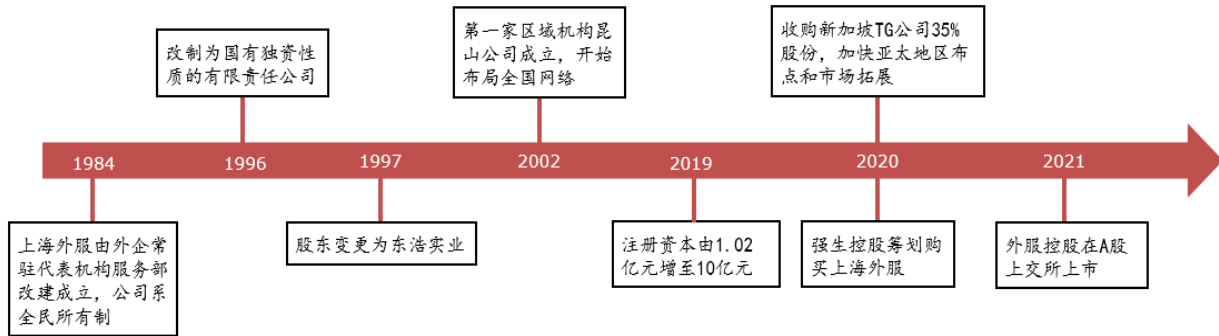 改制为国有独资性
质的有限责任公司
第一家区域机构昆
山公司成立，开始
布局全国网络
收购新加坡TG公司35%
股份，加快亚太地区布
点和市场拓展
1984
1996
1997
2002
2019
2020
2021
上海外服由外企常
驻代表机构服务部
改建成立，公司系
全民所有制
股东变更为东浩实业
注册资本由1.02
亿元增至10亿元
强生控股筹划购
买上海外服
外服控股在A股
上交所上市